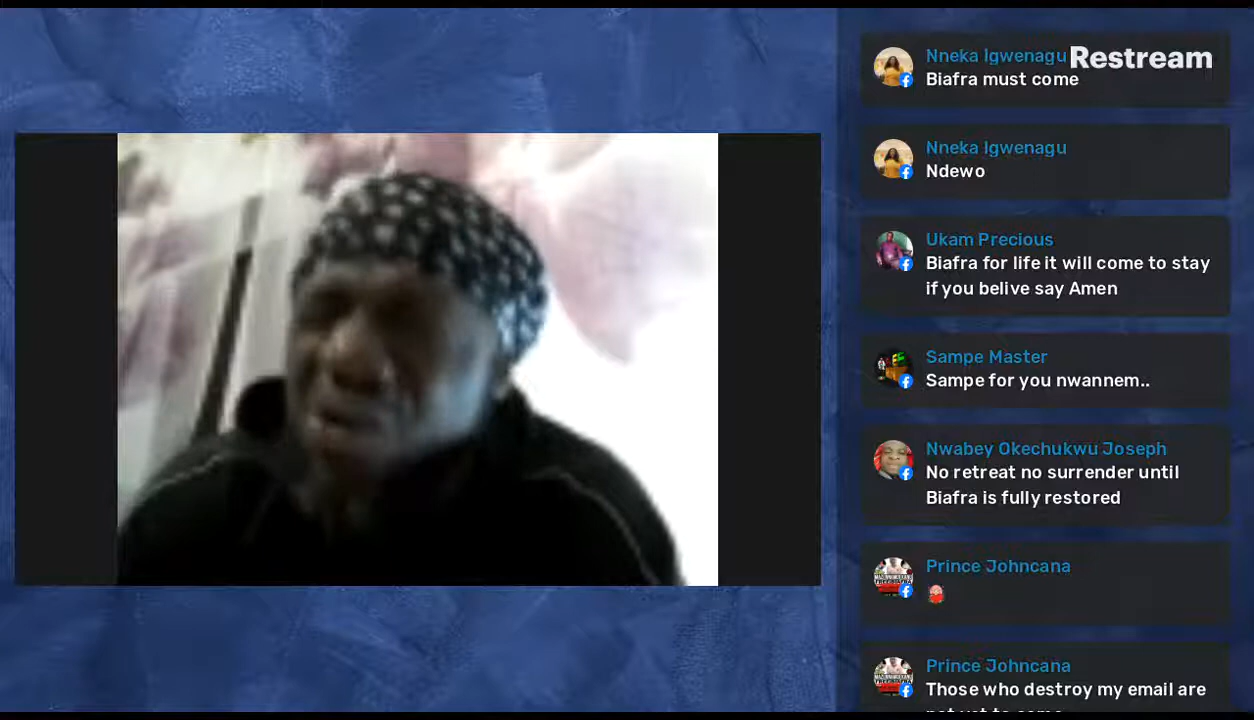 Nneka Igwenagu
Restream
Biafra must come
Nneka Igwenagu
Ndewo
Ukam Precious
Biafra for life it will come to stay
if you belive say Amen
Sampe Master
Sampe for you nwannem..
Nwabey Okechukwu Joseph
No retreat no surrender until
Biafra is fully restored
Prince Johncana
Prince Johncana
Those who destroy my email are